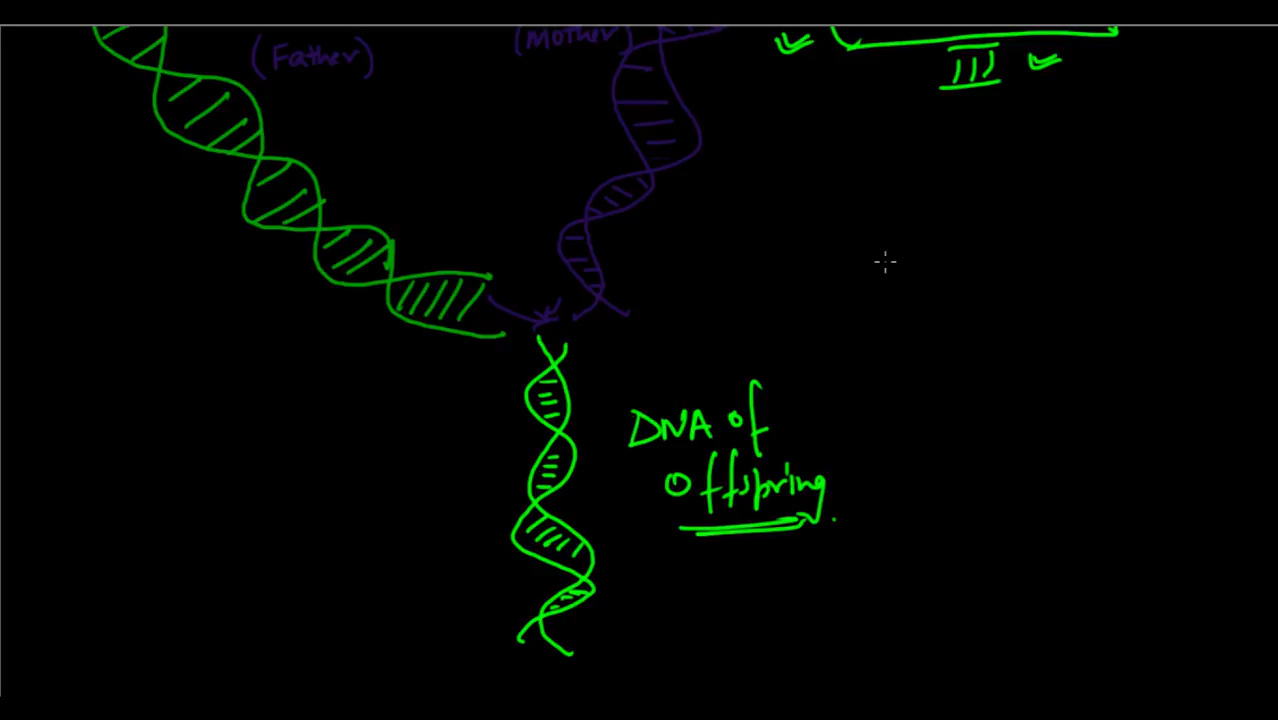 (Father)
(Mother
III
DNA of
offspring.